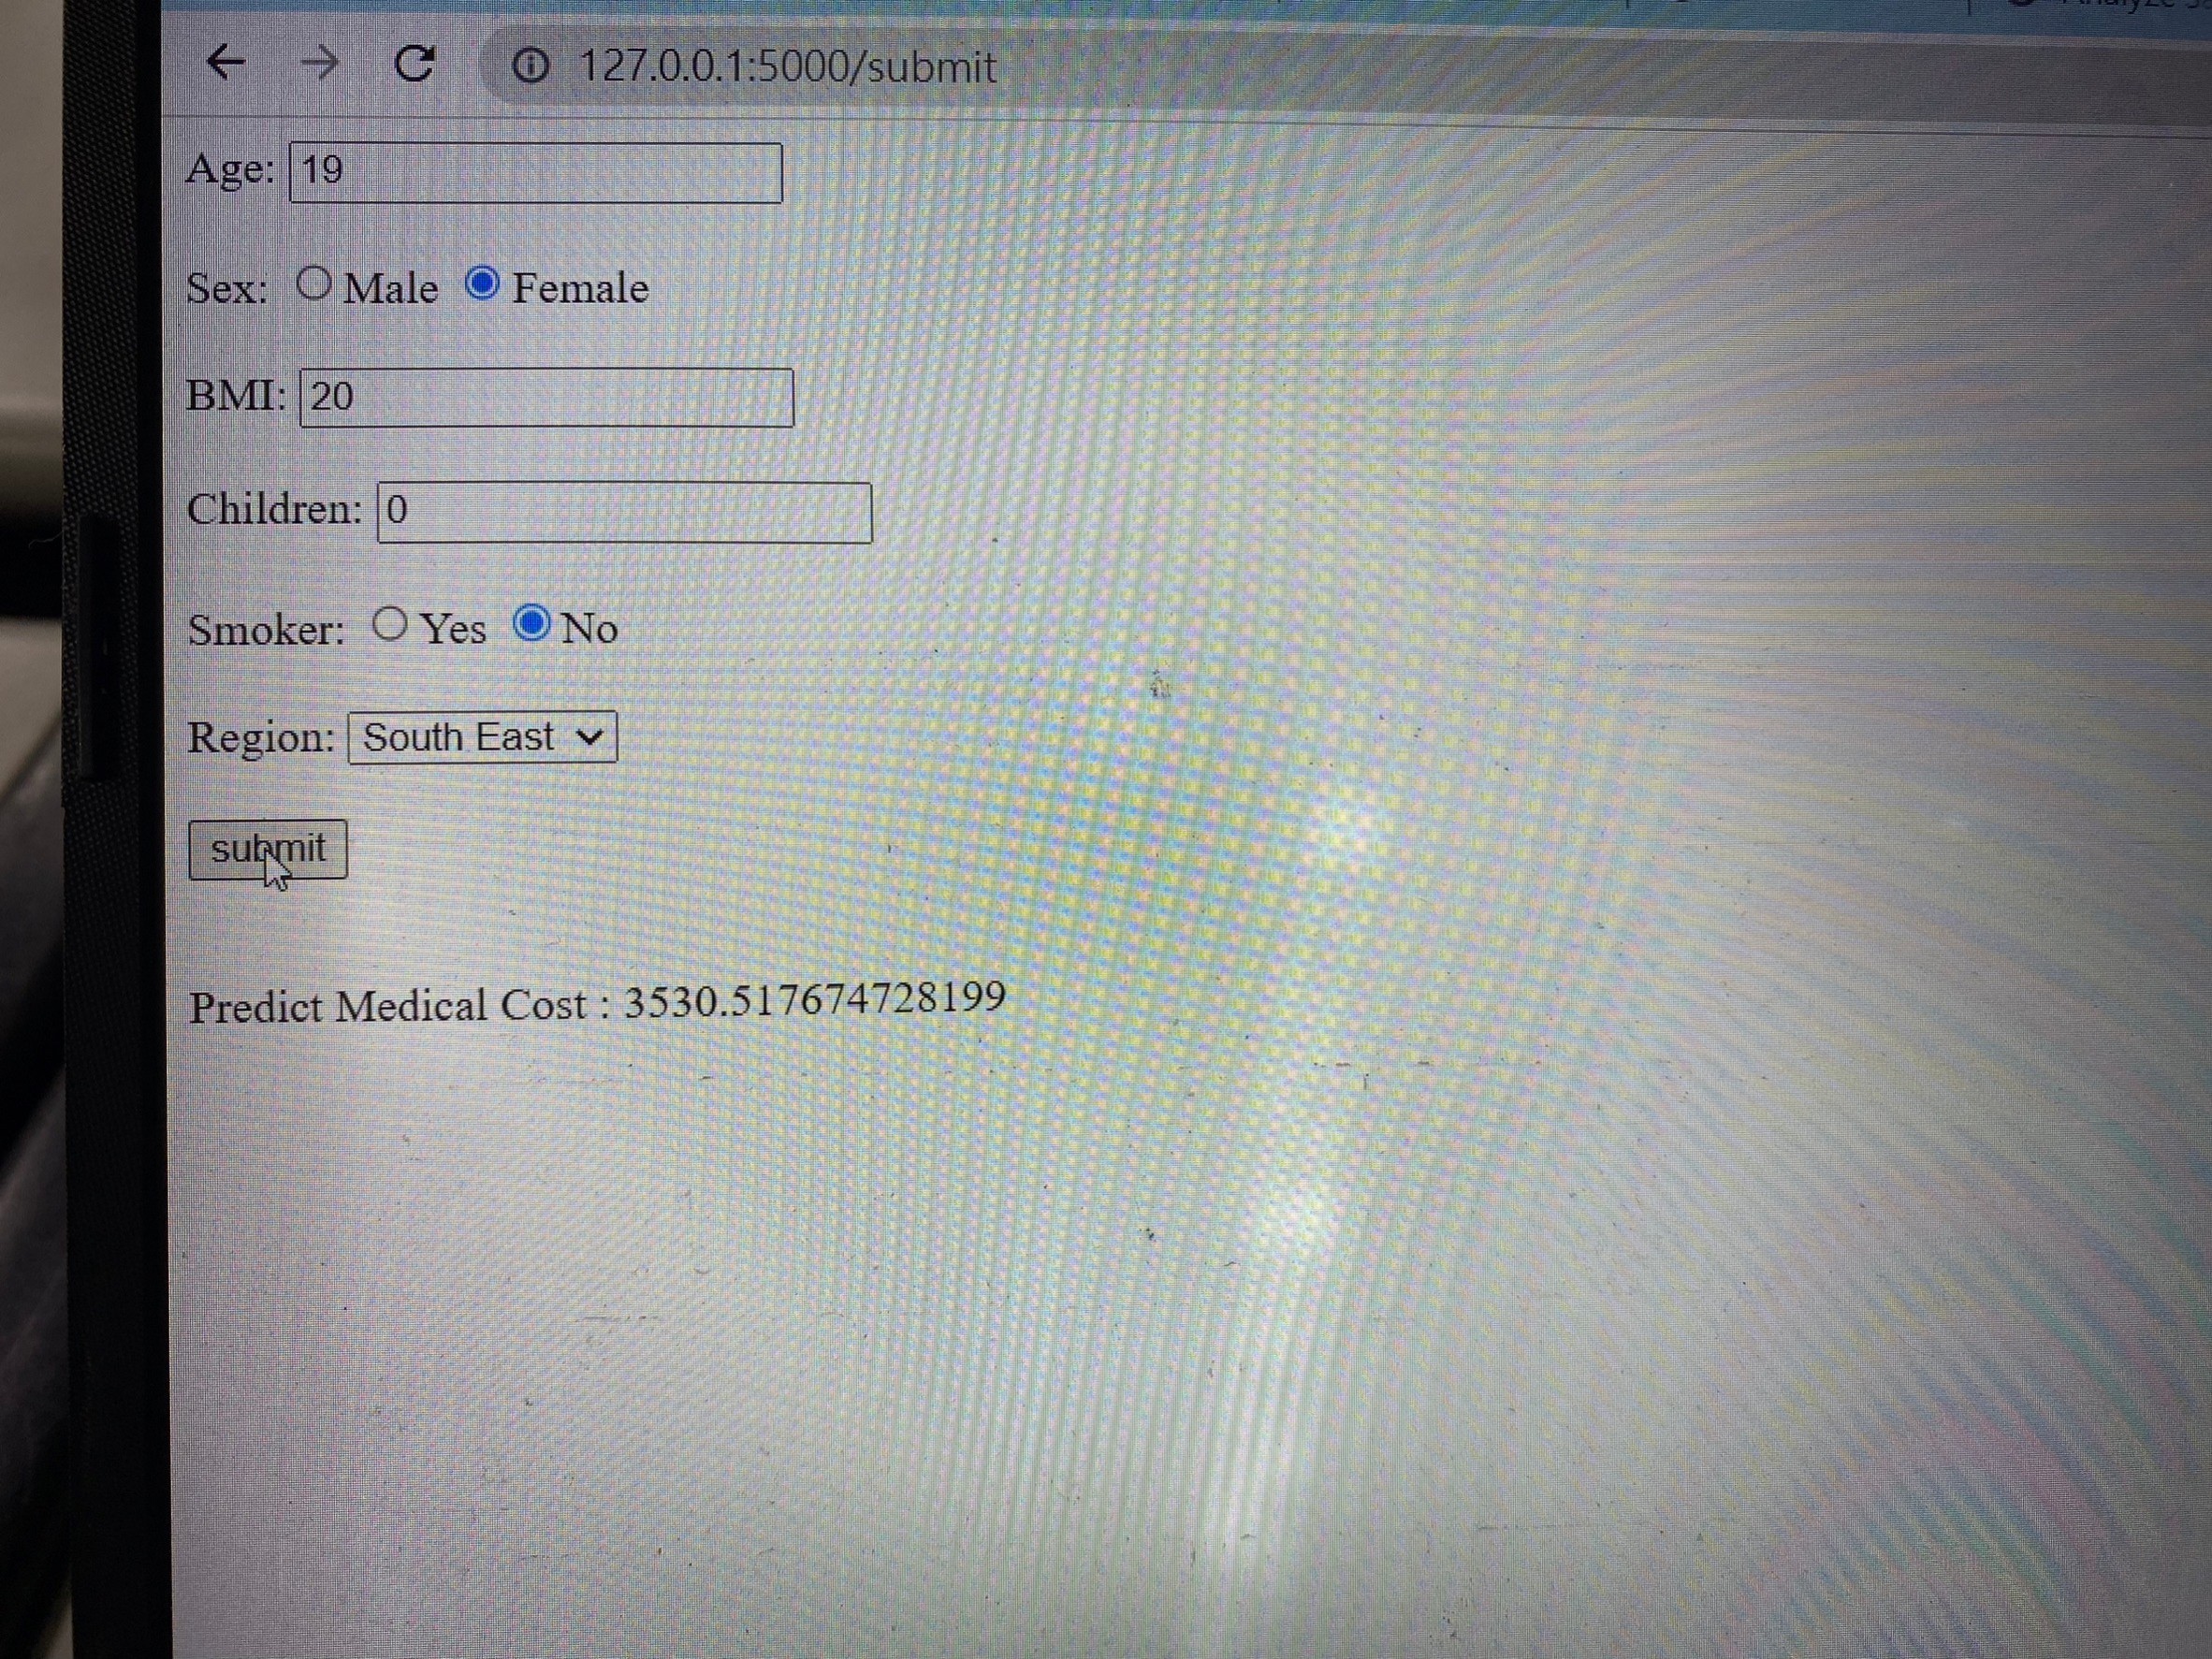 127.0.0.1:5000/submit
Age: 19
Sex: Male Female
BMI: 20
Children: 0
Smoker: Yes No
Region: South East
submit
Predict Medical Cost : 3530.517674728199